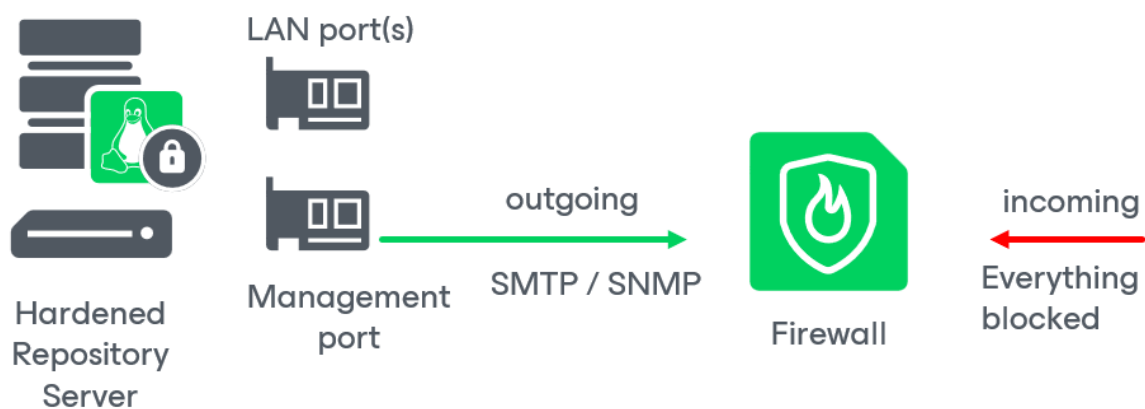 LAN port(s)
outgoing
incoming
SMTP / SNMP
Everything
blocked
Management
port
Firewall
Hardened
Repository
Server